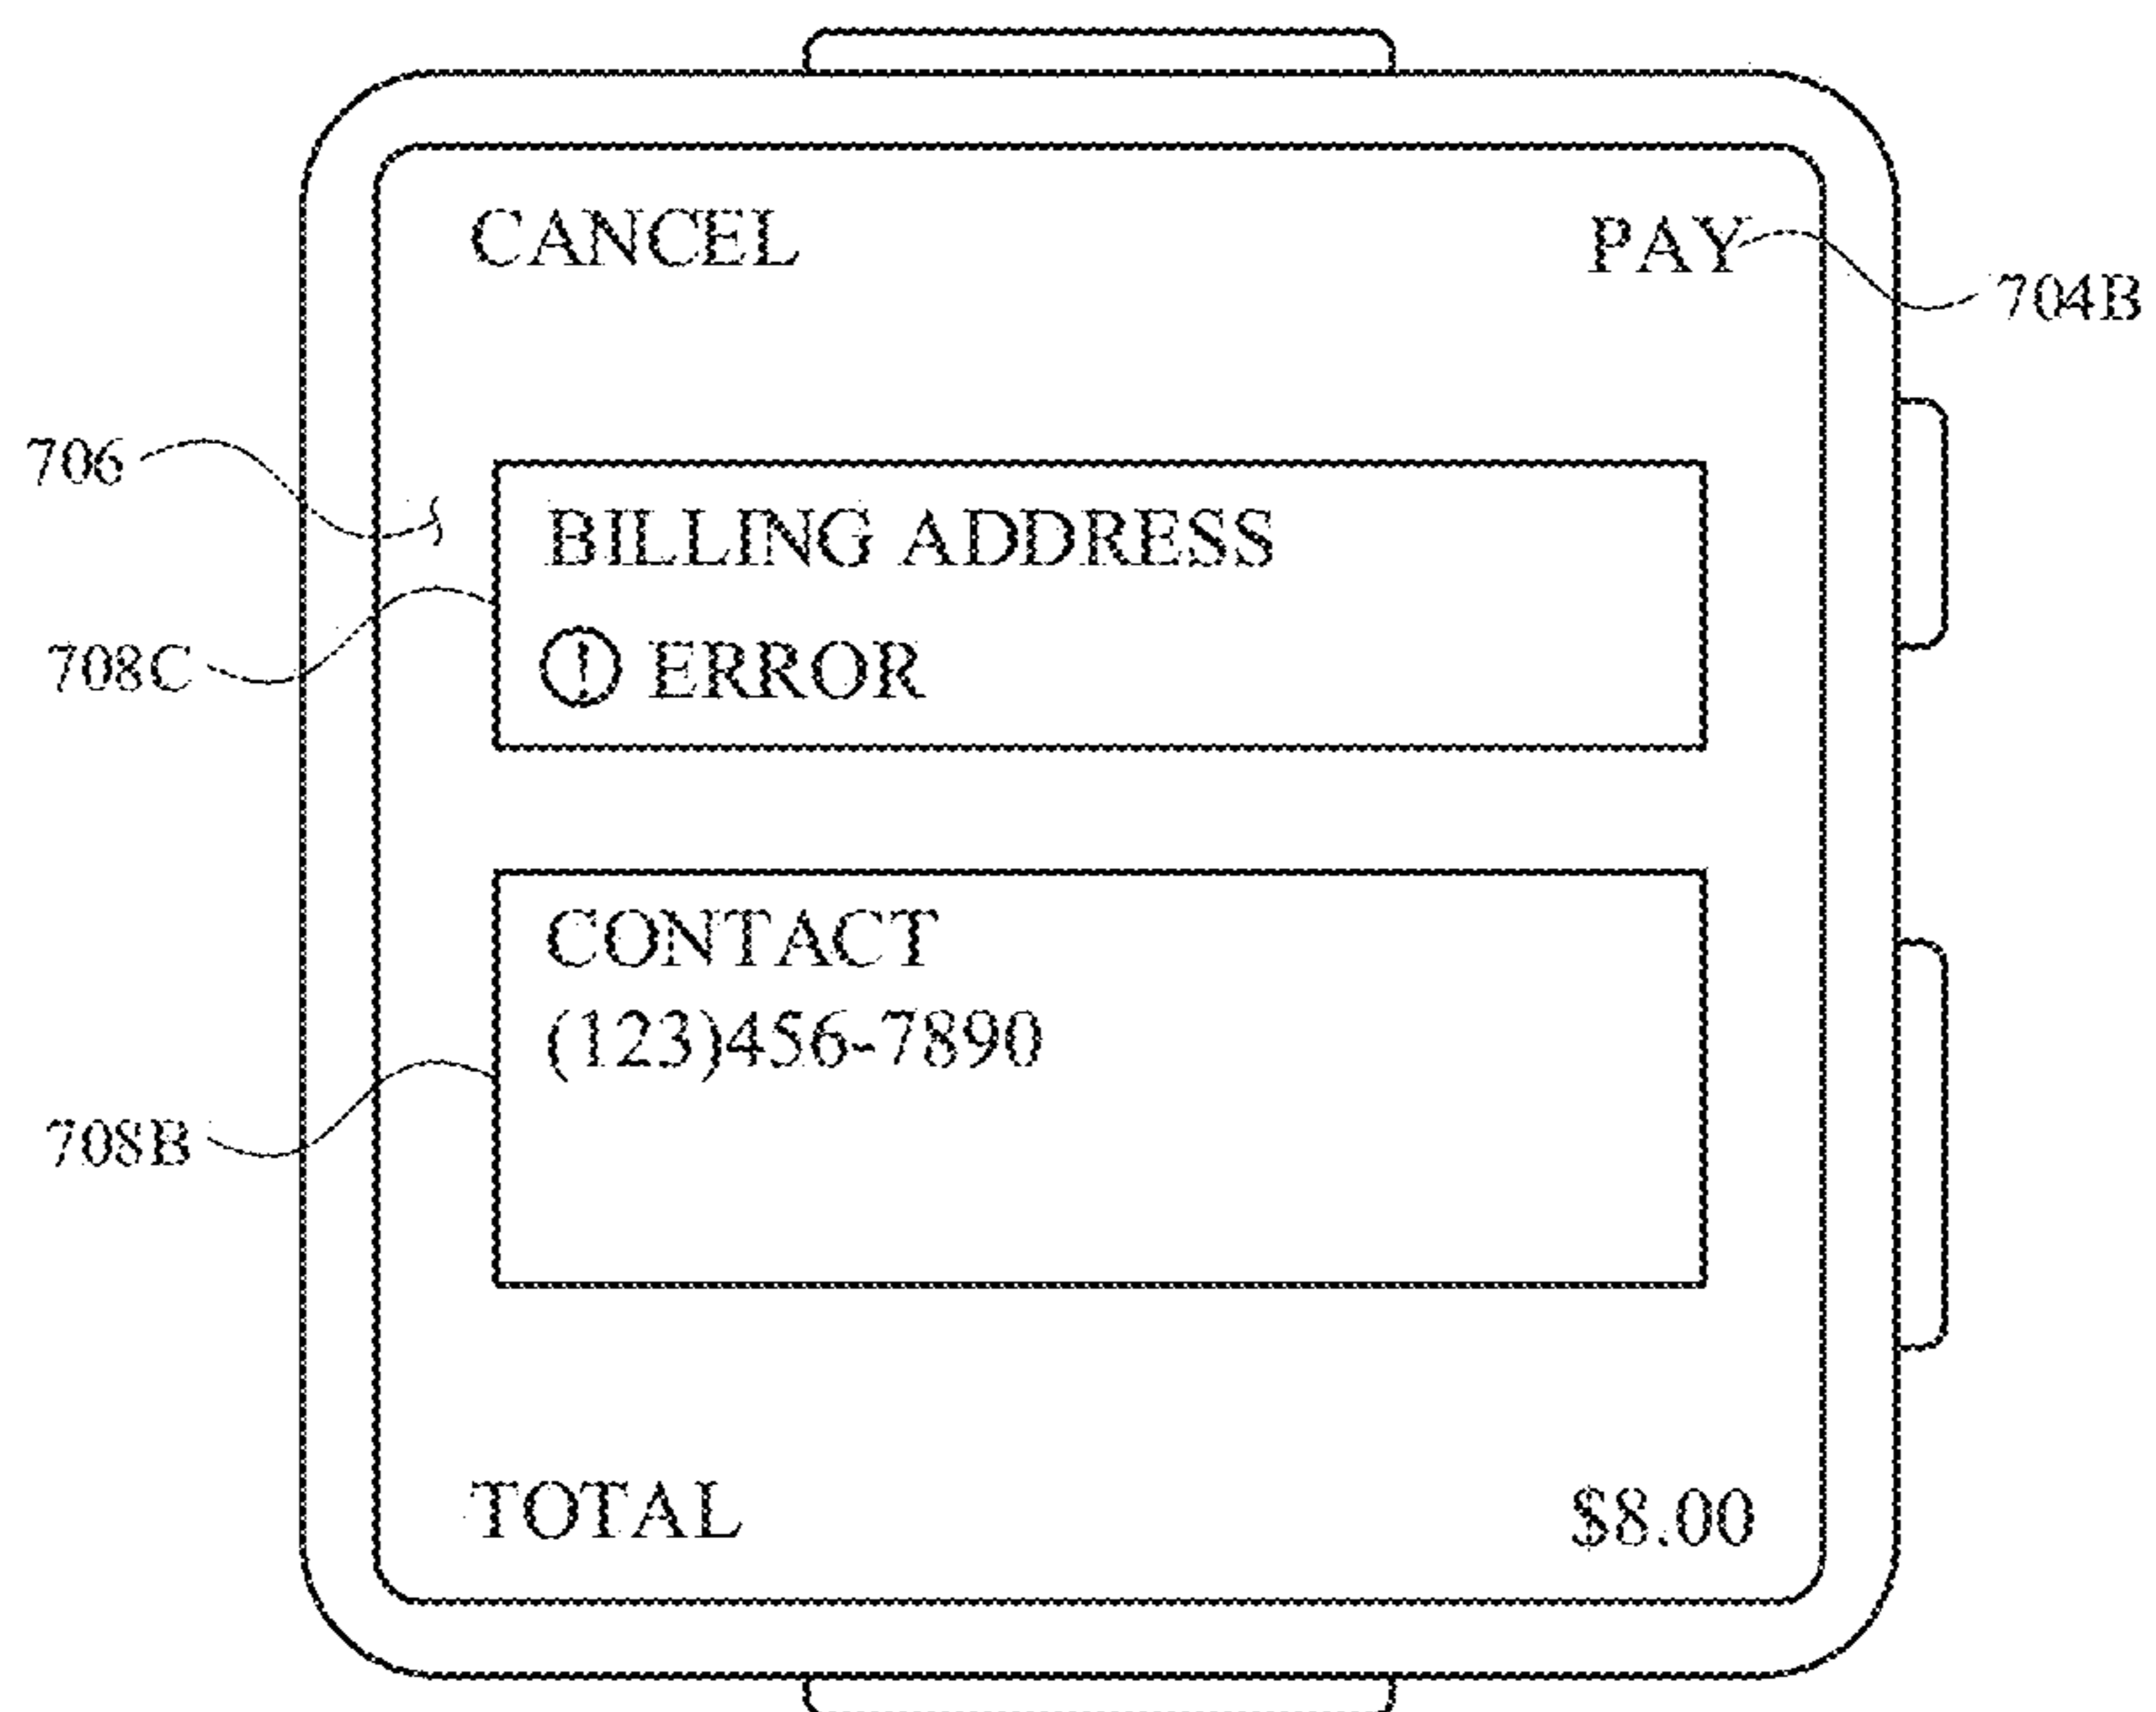 CANCEL PAY
704B
706
BILLING ADDRESS
708C
! ERROR
CONTACT
(123)456-7890
708B
TOTAL $8.00